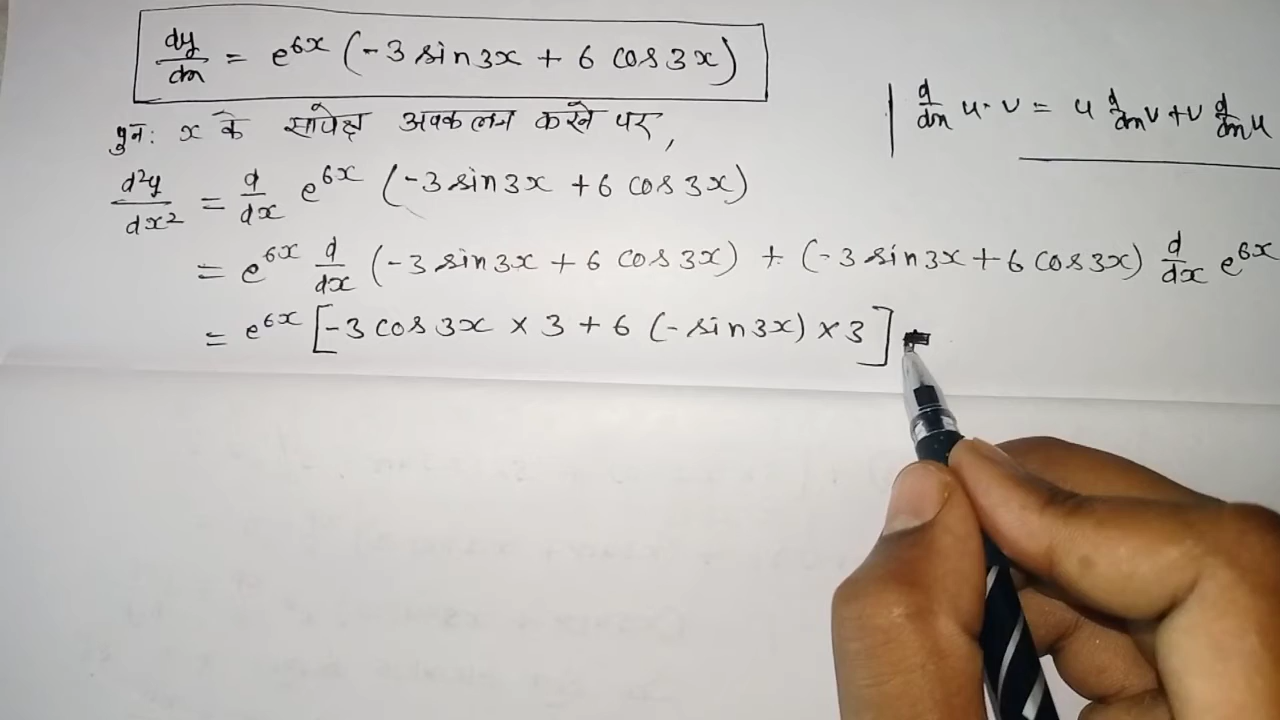 dy/dx = e^6x (-3 sin3x + 6 cos3x)
d/dx u·v = u d/dx v + v d/dx u
पुनः x के सापेक्ष अवकलन करने पर,
d²y/dx² = d/dx e^6x (-3 sin3x + 6 cos3x)
= e^6x d/dx (-3 sin3x + 6 cos3x) + (-3 sin3x + 6 cos3x) d/dx e^6x
= e^6x [-3 cos3x × 3 + 6 (-sin3x) × 3]